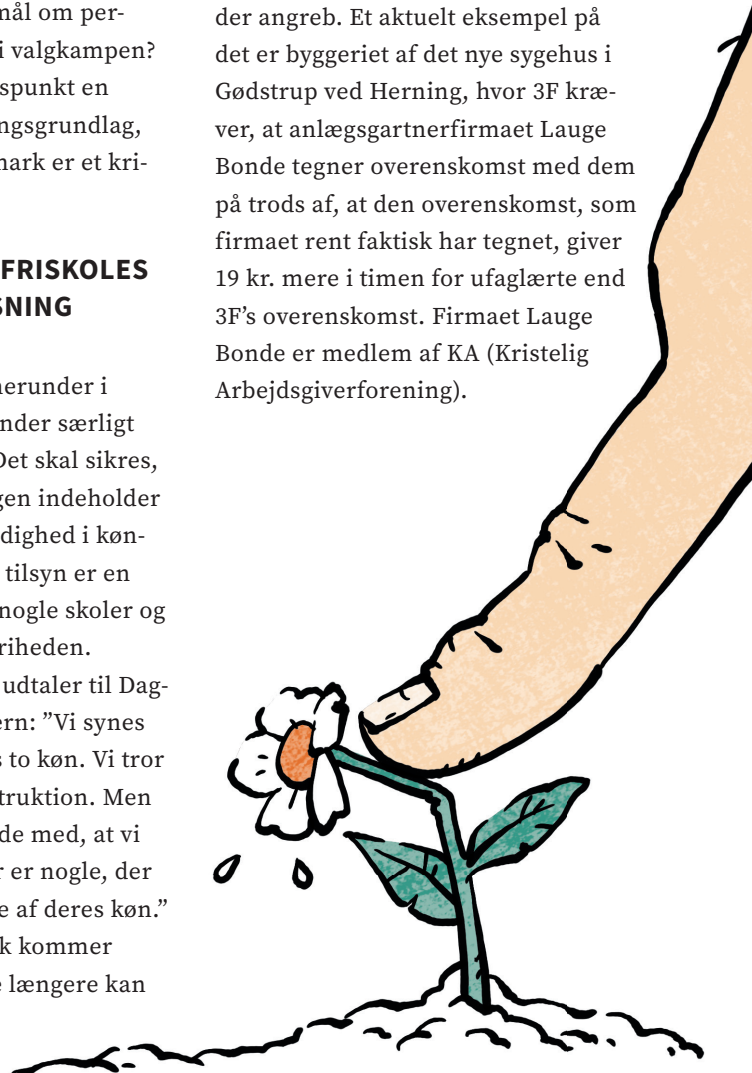 mål om per-
i valgkampen?
spunkt en
ngsgrundlag,
mark er et kri-
FRISKOLES
SNING
herunder i
nder særligt
Det skal sikres,
gen indeholder
dighed i køn-
tilsyn er en
nogle skoler og
riheden.
udtaler til Dag-
ern: ”Vi synes
s to køn. Vi tror
truktion. Men
de med, at vi
r er nogle, der
e af deres køn.”
k kommer
e længere kan
der angreb. Et aktuelt eksempel på
det er byggeriet af det nye sygehus i
Gødstrup ved Herning, hvor 3F kræ-
ver, at anlægsgartnerfirmaet Lauge
Bonde tegner overenskomst med dem
på trods af, at den overenskomst, som
firmaet rent faktisk har tegnet, giver
19 kr. mere i timen for ufaglærte end
3F’s overenskomst. Firmaet Lauge
Bonde er medlem af KA (Kristelig
Arbejdsgiverforening).